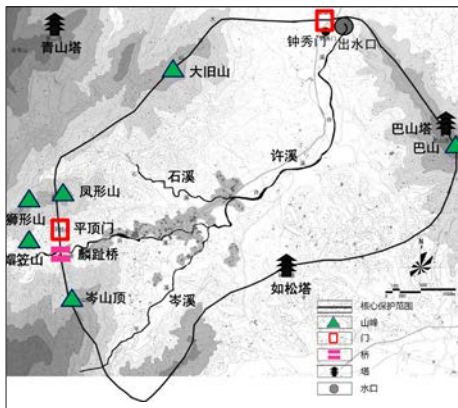 青山塔
钟秀门
出水口
大旧山
巴山塔
巴山
石溪
许溪
凤形山
狮形山
平顶门
帽笠山
麟趾桥
如松塔
岑山顶
岑溪
核心保护范围
山峰
门
桥
塔
水口